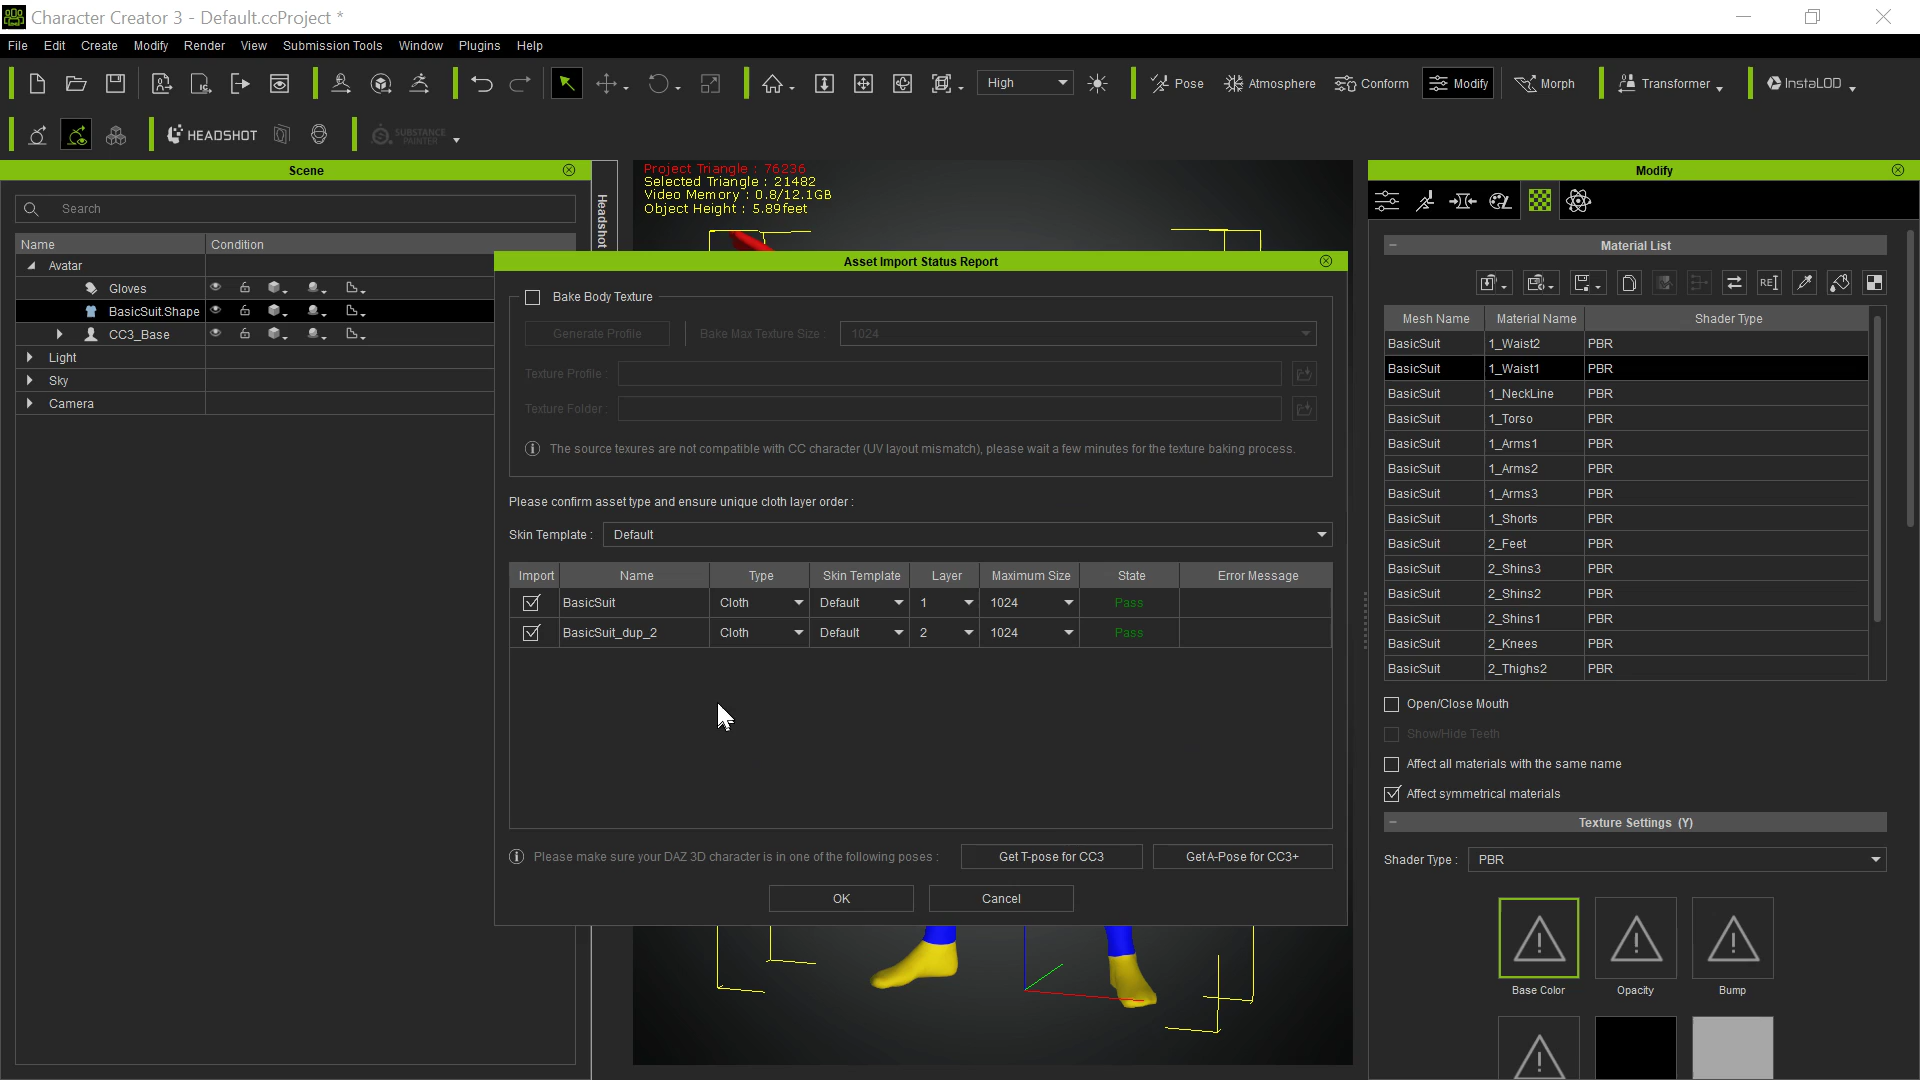 Character Creator 3 - Default.ccProject *
File Edit Create Modify Render View Submission Tools Window Plugins Help
High Pose Atmosphere Conform Modify Morph Transformer InstaLOD
HEADSHOT SUBSTANCE PAINTER
Scene
Search
Name Condition
Avatar
Gloves
BasicSuit.Shape
CC3_Base
Light
Sky
Camera
Headshot
Project Triangle : 76236
Selected Triangle : 21482
Video Memory : 0.8/12.1GB
Object Height : 5.89feet
Asset Import Status Report
Bake Body Texture
Generate Profile Bake Max Texture Size : 1024
Texture Profile :
Texture Folder :
The source texures are not compatible with CC character (UV layout mismatch), please wait a few minutes for the texture baking process.
Please confirm asset type and ensure unique cloth layer order :
Skin Template : Default
Import Name Type Skin Template Layer Maximum Size State Error Message
BasicSuit Cloth Default 1 1024 Pass
BasicSuit_dup_2 Cloth Default 2 1024 Pass
Please make sure your DAZ 3D character is in one of the following poses :
Get T-pose for CC3
Get A-Pose for CC3+
OK Cancel
Modify
Material List
REI
Mesh Name Material Name Shader Type
BasicSuit 1_Waist2 PBR
BasicSuit 1_Waist1 PBR
BasicSuit 1_NeckLine PBR
BasicSuit 1_Torso PBR
BasicSuit 1_Arms1 PBR
BasicSuit 1_Arms2 PBR
BasicSuit 1_Arms3 PBR
BasicSuit 1_Shorts PBR
BasicSuit 2_Feet PBR
BasicSuit 2_Shins3 PBR
BasicSuit 2_Shins2 PBR
BasicSuit 2_Shins1 PBR
BasicSuit 2_Knees PBR
BasicSuit 2_Thighs2 PBR
Open/Close Mouth
Show/Hide Teeth
Affect all materials with the same name
Affect symmetrical materials
Texture Settings (Y)
Shader Type : PBR
Base Color Opacity Bump